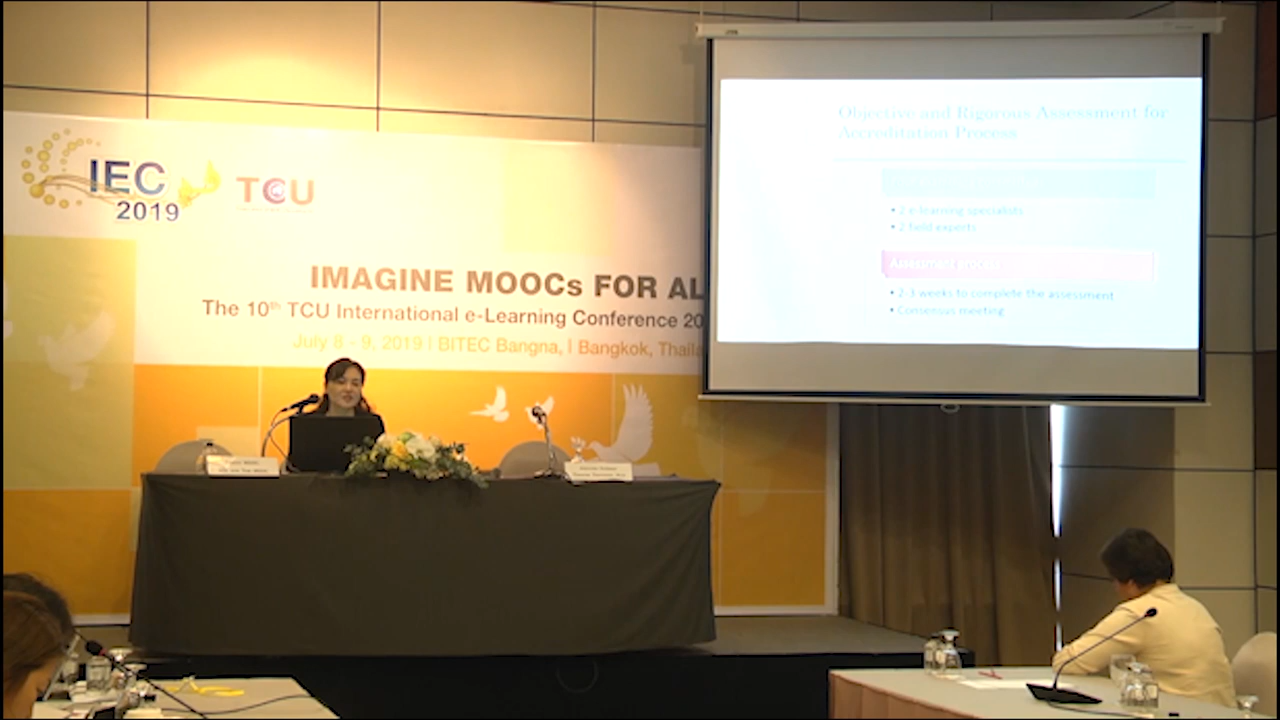 IEC
2019
TCU
IMAGINE MOOCs FOR AL
The 10th TCU International e-Learning Conference 20
July 8 - 9, 2019 | BITEC Bangna, | Bangkok, Thaila
Objective and Rigorous Assessment for
Accreditation Process
• 2 e-learning specialists
• 2 field experts
Assessment process
• 2-3 weeks to complete the assessment
• Consensus meeting